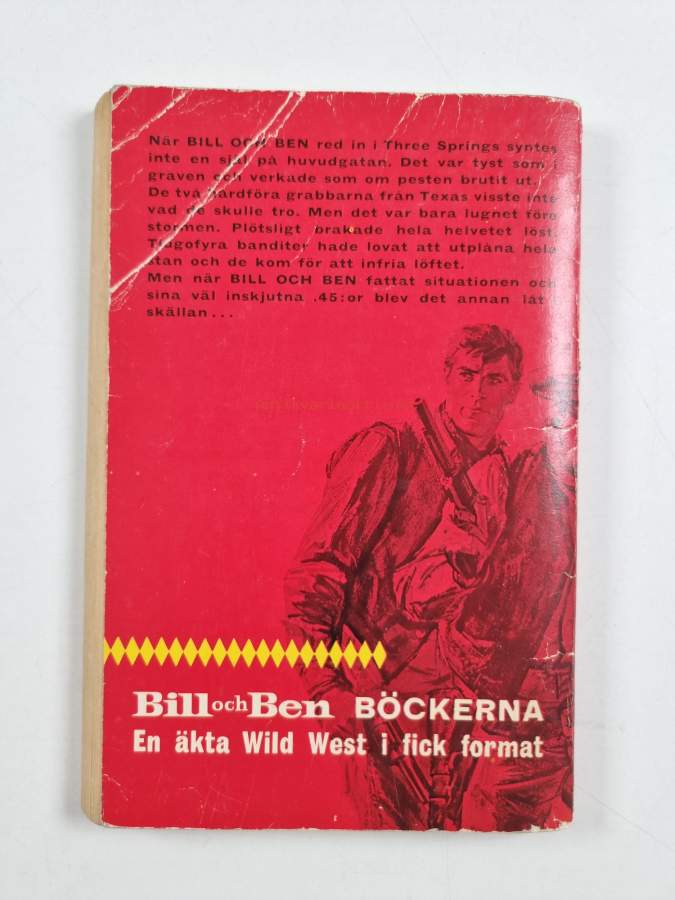 När BILL OCH BEN red in i Three Springs syntes
inte en själ på huvudgatan. Det var tyst som i
graven och verkade som om pesten brutit ut.
De två hårdföra grabbarna från Texas visste inte
vad de skulle tro. Men det var bara lugnet före
stormen. Plötsligt brakade hela helvetet löst.
Tjugofyra banditer hade lovat att utplåna hela
stan och de kom för att infria löftet.
Men när BILL OCH BEN fattat situationen och
sina väl inskjutna .45:or blev det annan låt i
skällan...
Bill och Ben BÖCKERNA
En äkta Wild West i fick format